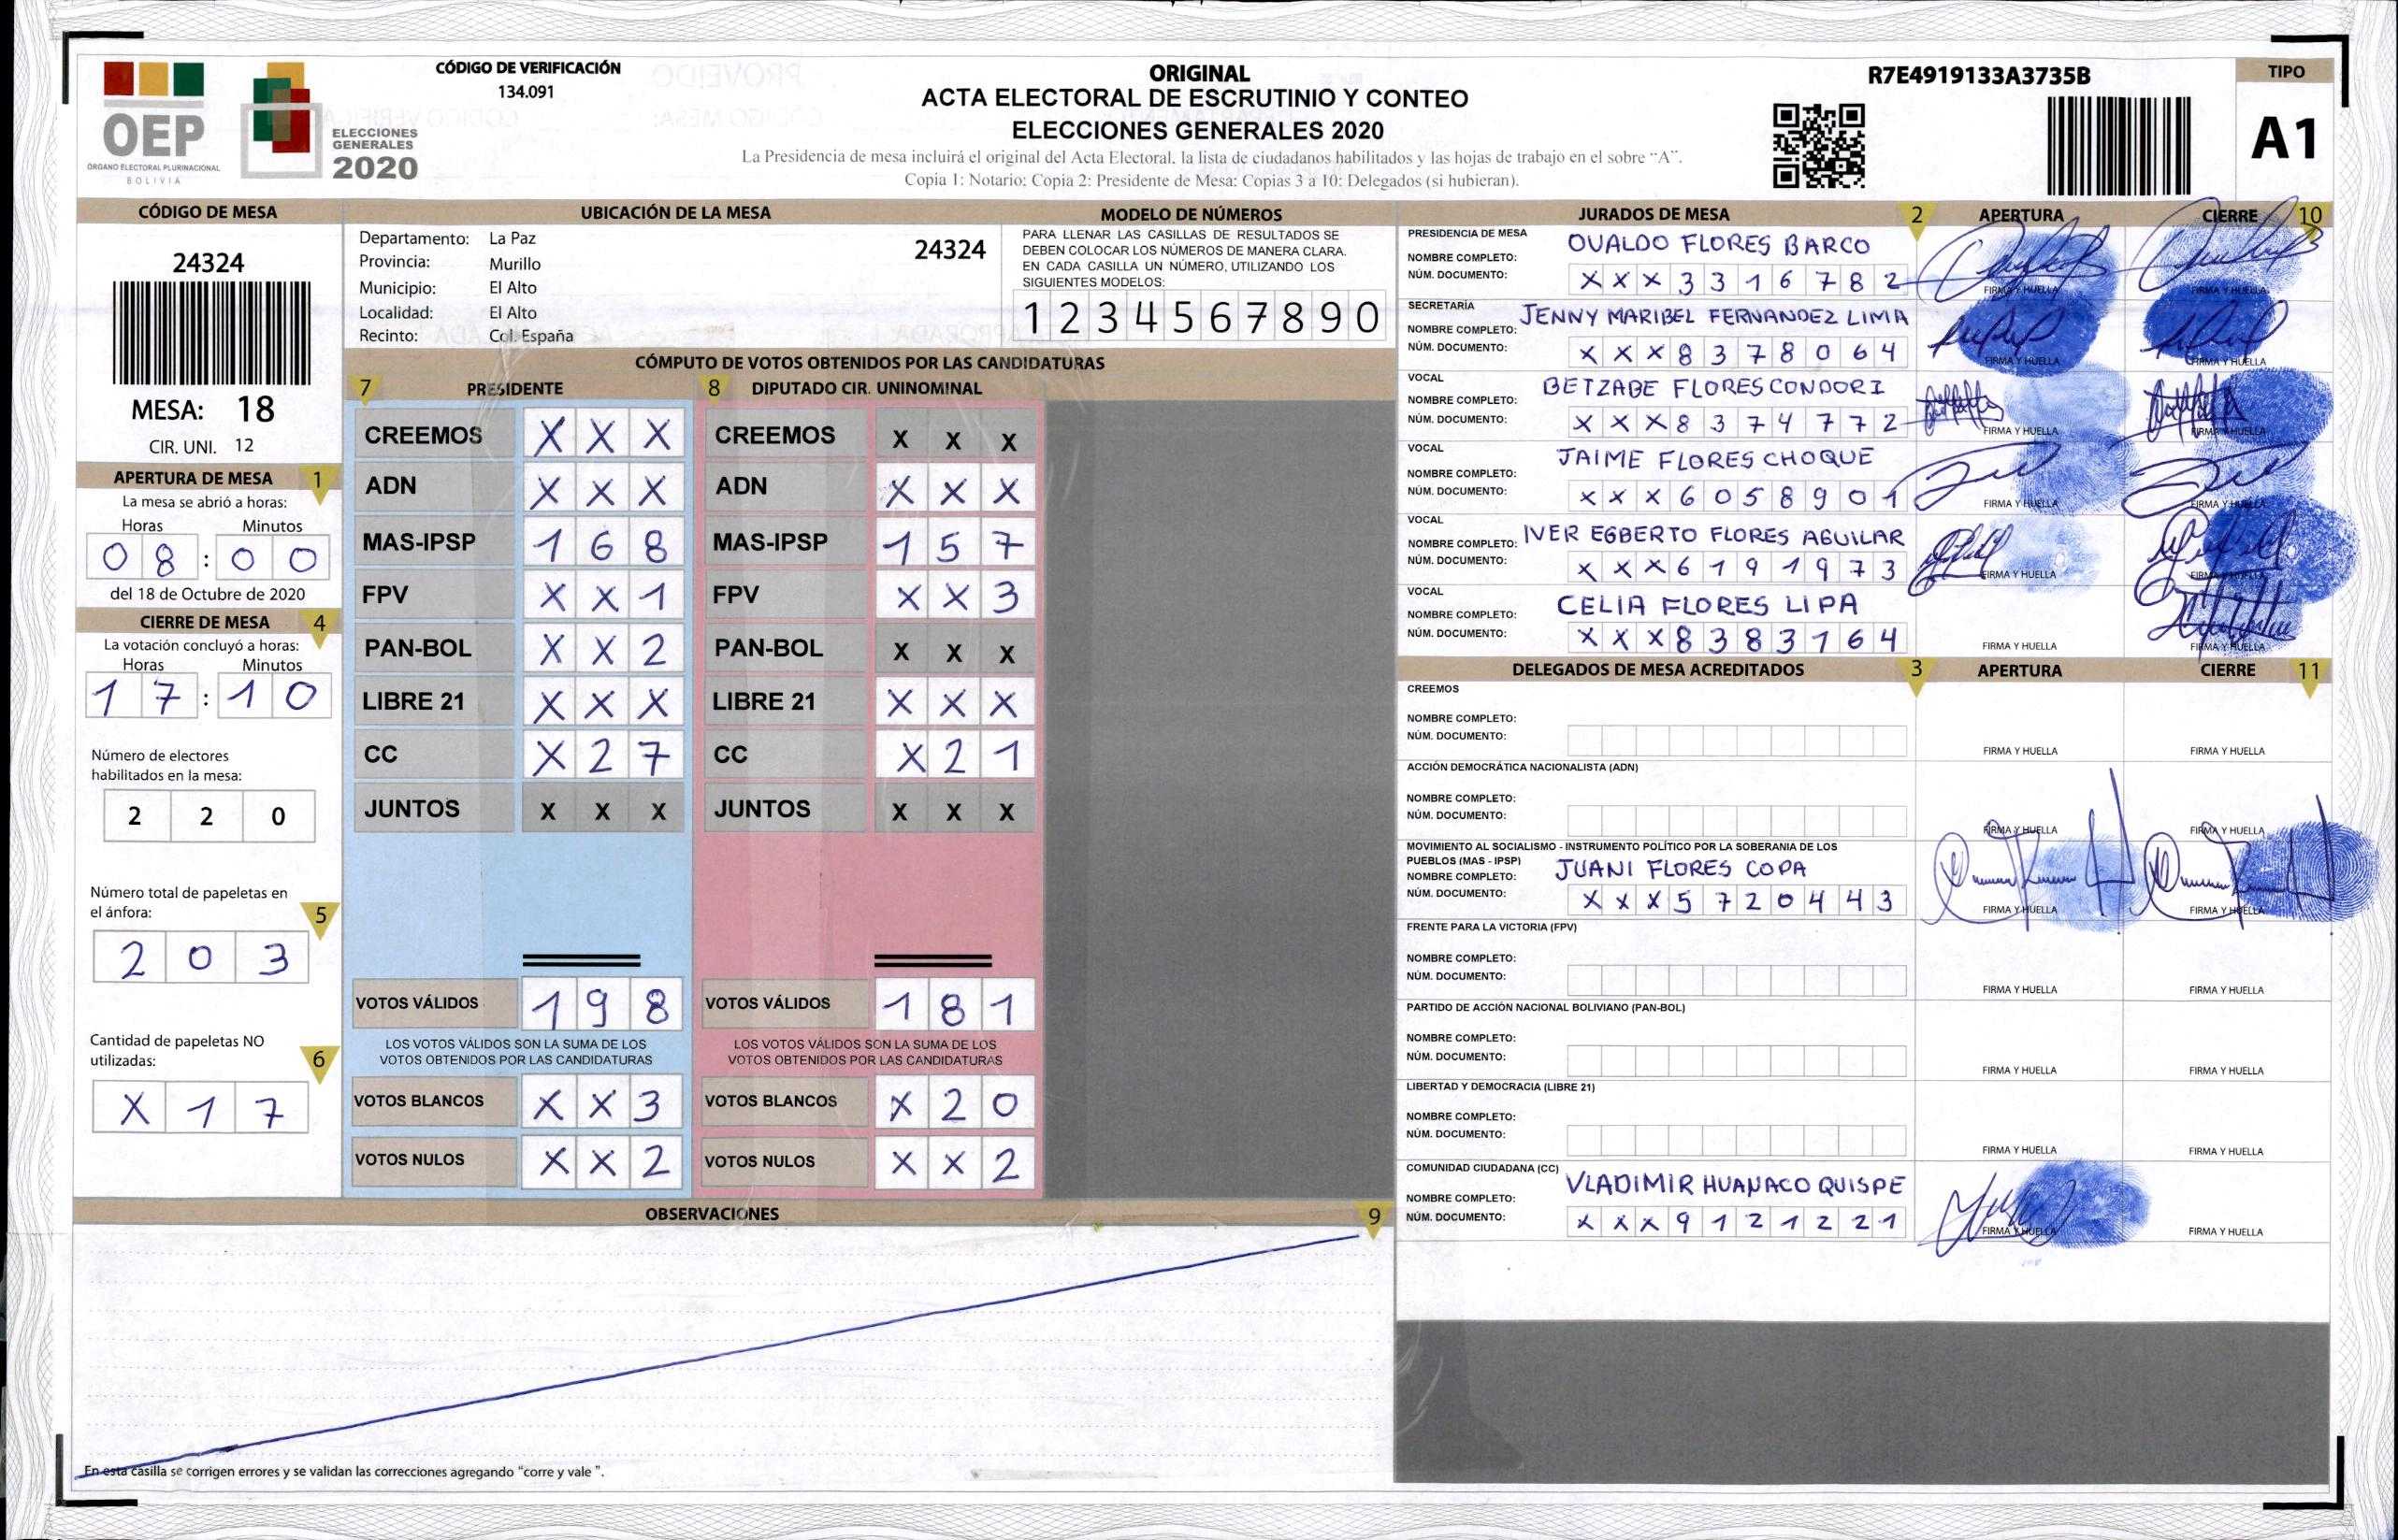 OEP
ÓRGANO ELECTORAL PLURINACIONAL
BOLIVIA
ELECCIONES
GENERALES
2020
CÓDIGO DE VERIFICACIÓN
134.091
ORIGINAL
ACTA ELECTORAL DE ESCRUTINIO Y CONTEO
ELECCIONES GENERALES 2020
La Presidencia de mesa incluirá el original del Acta Electoral, la lista de ciudadanos habilitados y las hojas de trabajo en el sobre "A".
Copia 1: Notario; Copia 2: Presidente de Mesa; Copias 3 a 10: Delegados (si hubieran).
R7E4919133A3735B
TIPO
A1
CÓDIGO DE MESA
24324
MESA: 18
CIR. UNI. 12
APERTURA DE MESA 1
La mesa se abrió a horas:
Horas Minutos
0 8 : 0 0
del 18 de Octubre de 2020
CIERRE DE MESA 4
La votación concluyó a horas:
Horas Minutos
1 7 : 1 0
Número de electores
habilitados en la mesa:
2 2 0
Número total de papeletas en
el ánfora: 5
2 0 3
Cantidad de papeletas NO
utilizadas: 6
X 1 7
UBICACIÓN DE LA MESA
Departamento: La Paz 24324
Provincia: Murillo
Municipio: El Alto
Localidad: El Alto
Recinto: Col. España
MODELO DE NÚMEROS
PARA LLENAR LAS CASILLAS DE RESULTADOS SE
DEBEN COLOCAR LOS NÚMEROS DE MANERA CLARA.
EN CADA CASILLA UN NÚMERO, UTILIZANDO LOS
SIGUIENTES MODELOS:
1 2 3 4 5 6 7 8 9 0
CÓMPUTO DE VOTOS OBTENIDOS POR LAS CANDIDATURAS
7 PRESIDENTE 8 DIPUTADO CIR. UNINOMINAL
CREEMOS X X X CREEMOS X X X
ADN X X X ADN X X X
MAS-IPSP 1 6 8 MAS-IPSP 1 5 7
FPV X X 1 FPV X X 3
PAN-BOL X X 2 PAN-BOL X X X
LIBRE 21 X X X LIBRE 21 X X X
CC X 2 7 CC X 2 1
JUNTOS X X X JUNTOS X X X
VOTOS VÁLIDOS 1 9 8 VOTOS VÁLIDOS 1 8 1
LOS VOTOS VÁLIDOS SON LA SUMA DE LOS LOS VOTOS VÁLIDOS SON LA SUMA DE LOS
VOTOS OBTENIDOS POR LAS CANDIDATURAS VOTOS OBTENIDOS POR LAS CANDIDATURAS
VOTOS BLANCOS X X 3 VOTOS BLANCOS X 2 0
VOTOS NULOS X X 2 VOTOS NULOS X X 2
OBSERVACIONES 9
En esta casilla se corrigen errores y se validan las correcciones agregando "corre y vale ".
JURADOS DE MESA 2 APERTURA CIERRE 10
PRESIDENCIA DE MESA
NOMBRE COMPLETO: OVALDO FLORES BARCO
NÚM. DOCUMENTO: X X X 3 3 1 6 7 8 2 FIRMA Y HUELLA FIRMA Y HUELLA
SECRETARÍA
NOMBRE COMPLETO: JENNY MARIBEL FERNANDEZ LIMA
NÚM. DOCUMENTO: X X X 8 3 7 8 0 6 4 FIRMA Y HUELLA FIRMA Y HUELLA
VOCAL
NOMBRE COMPLETO: BETZABE FLORES CONDORI
NÚM. DOCUMENTO: X X X 8 3 7 4 7 7 2 FIRMA Y HUELLA FIRMA Y HUELLA
VOCAL
NOMBRE COMPLETO: JAIME FLORES CHOQUE
NÚM. DOCUMENTO: X X X 6 0 5 8 9 0 1 FIRMA Y HUELLA FIRMA Y HUELLA
VOCAL
NOMBRE COMPLETO: IVER EGBERTO FLORES AGUILAR
NÚM. DOCUMENTO: X X X 6 1 9 1 9 7 3 FIRMA Y HUELLA FIRMA Y HUELLA
VOCAL
NOMBRE COMPLETO: CELIA FLORES LIPA
NÚM. DOCUMENTO: X X X 8 3 8 3 1 6 4 FIRMA Y HUELLA FIRMA Y HUELLA
DELEGADOS DE MESA ACREDITADOS 3 APERTURA CIERRE 11
CREEMOS
NOMBRE COMPLETO:
NÚM. DOCUMENTO: FIRMA Y HUELLA FIRMA Y HUELLA
ACCIÓN DEMOCRÁTICA NACIONALISTA (ADN)
NOMBRE COMPLETO:
NÚM. DOCUMENTO: FIRMA Y HUELLA FIRMA Y HUELLA
MOVIMIENTO AL SOCIALISMO - INSTRUMENTO POLÍTICO POR LA SOBERANIA DE LOS
PUEBLOS (MAS - IPSP)
NOMBRE COMPLETO: JUANI FLORES COPA
NÚM. DOCUMENTO: X X X 5 7 2 0 4 4 3 FIRMA Y HUELLA FIRMA Y HUELLA
FRENTE PARA LA VICTORIA (FPV)
NOMBRE COMPLETO:
NÚM. DOCUMENTO: FIRMA Y HUELLA FIRMA Y HUELLA
PARTIDO DE ACCIÓN NACIONAL BOLIVIANO (PAN-BOL)
NOMBRE COMPLETO:
NÚM. DOCUMENTO: FIRMA Y HUELLA FIRMA Y HUELLA
LIBERTAD Y DEMOCRACIA (LIBRE 21)
NOMBRE COMPLETO:
NÚM. DOCUMENTO: FIRMA Y HUELLA FIRMA Y HUELLA
COMUNIDAD CIUDADANA (CC)
NOMBRE COMPLETO: VLADIMIR HUANACO QUISPE
NÚM. DOCUMENTO: X X X 9 1 2 1 2 2 1 FIRMA Y HUELLA FIRMA Y HUELLA